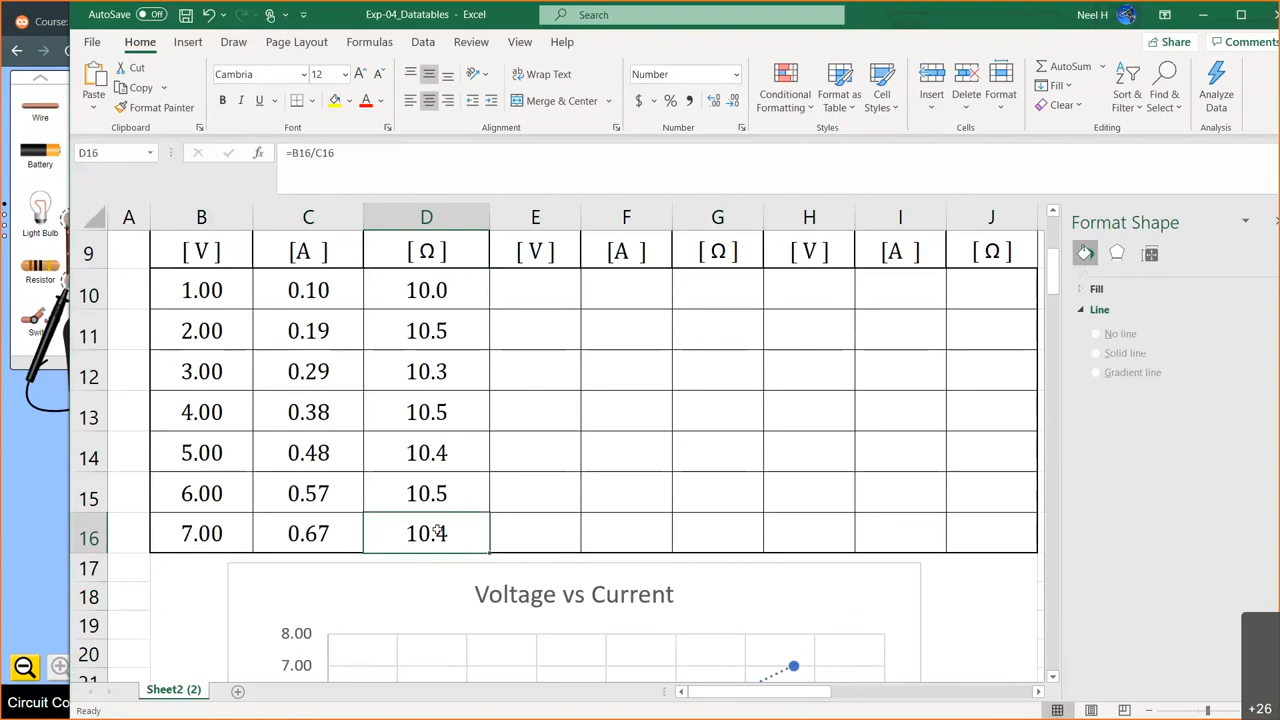 Course:
AutoSave Off
Exp-04_Datatables - Excel
Search
Neel H
File Home Insert Draw Page Layout Formulas Data Review View Help
Share Comments
Paste
Cut
Copy
Format Painter
Clipboard
Cambria 12
B I U
Font
Wrap Text
Merge & Center
Alignment
Number
$ % 9
Number
Conditional Formatting
Format as Table
Cell Styles
Styles
Insert Delete Format
Cells
AutoSum
Fill
Clear
Sort & Filter
Find & Select
Editing
Analyze Data
Analysis
D16 fx =B16/C16
A B C D E F G H I J
9 [ V ] [A ] [ Ω ] [ V ] [A ] [ Ω ] [ V ] [A ] [ Ω ]
10 1.00 0.10 10.0
11 2.00 0.19 10.5
12 3.00 0.29 10.3
13 4.00 0.38 10.5
14 5.00 0.48 10.4
15 6.00 0.57 10.5
16 7.00 0.67 10.4
17
18
19
20
Voltage vs Current
8.00
7.00
Format Shape
Fill
Line
No line
Solid line
Gradient line
Wire
Battery
Light Bulb
Resistor
Swit
Circuit Co
Sheet2 (2)
Ready
+26